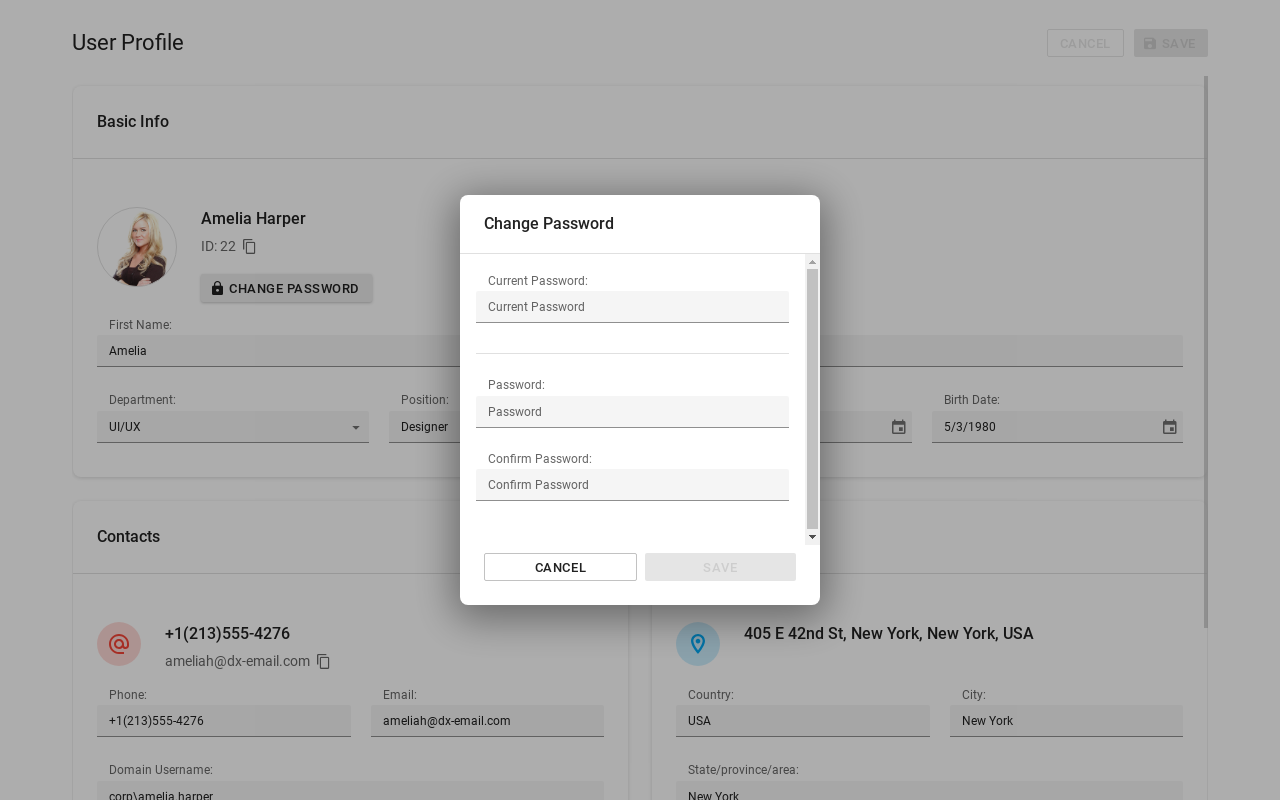 User Profile
CANCEL
SAVE
Basic Info
Amelia Harper
ID: 22
CHANGE PASSWORD
First Name:
Amelia
Department:
UI/UX
Position:
Designer
Birth Date:
5/3/1980
Change Password
Current Password:
Current Password
Password:
Password
Confirm Password:
Confirm Password
CANCEL
SAVE
Contacts
+1(213)555-4276
ameliah@dx-email.com
Phone:
+1(213)555-4276
Email:
ameliah@dx-email.com
Domain Username:
corp\amelia.harper
405 E 42nd St, New York, New York, USA
Country:
USA
City:
New York
State/province/area:
New York